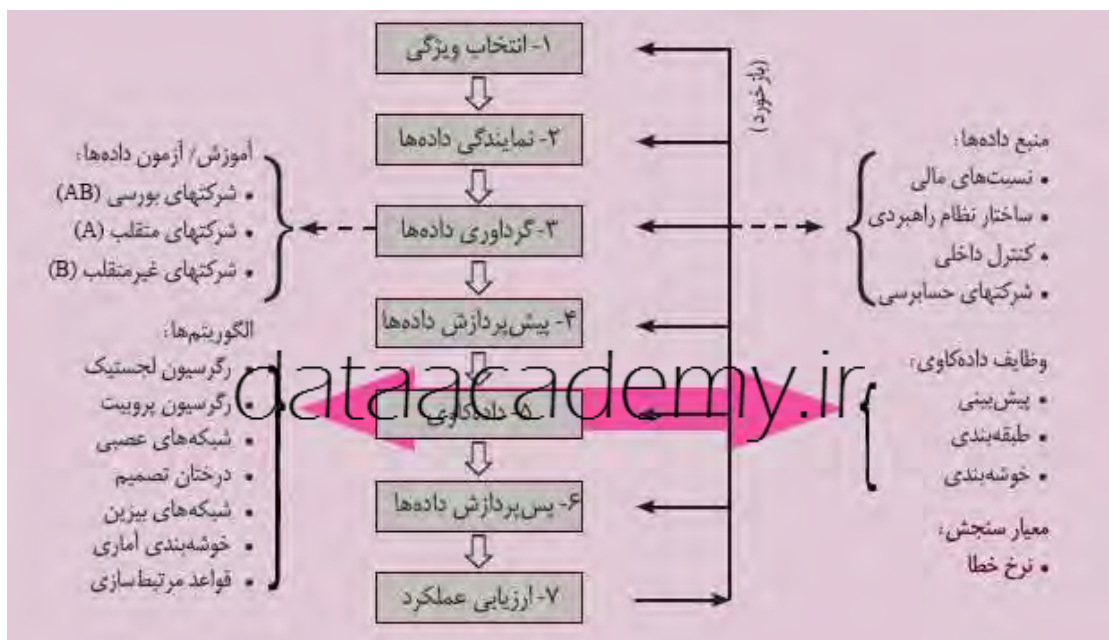 ۱- انتخاب ویژگی
۲- نمایندگی داده‌ها
۳- گردآوری داده‌ها
۴- پیش‌پردازش داده‌ها
۵- داده‌کاوی
۶- پس‌پردازش داده‌ها
۷- ارزیابی عملکرد
(بازخورد)
منبع داده‌ها:
• نسبت‌های مالی
• ساختار نظام راهبردی
• کنترل داخلی
• شرکتهای حسابرسی
وظایف داده‌کاوی:
• پیش‌بینی
• طبقه‌بندی
• خوشه‌بندی
معیار سنجش:
• نرخ خطا
آموزش/ آزمون داده‌ها:
• شرکتهای بورسی (AB)
• شرکتهای متقلب (A)
• شرکتهای غیرمتقلب (B)
الگوریتم‌ها:
• رگرسیون لجستیک
• رگرسیون پروبیت
• شبکه‌های عصبی
• درختان تصمیم
• شبکه‌های بیزین
• خوشه‌بندی آماری
• قواعد مرتبط‌سازی
dataacademy.ir